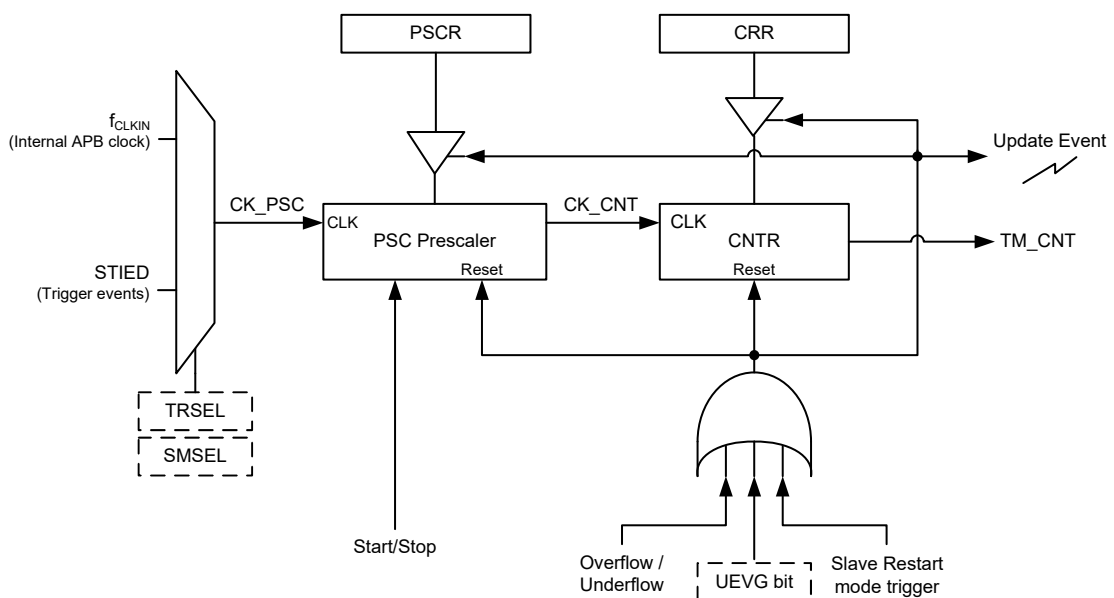 PSCR
CRR
fCLKIN
(Internal APB clock)
Update Event
CK_PSC
CK_CNT
CLK
PSC Prescaler
Reset
CLK
CNTR
Reset
TM_CNT
STIED
(Trigger events)
TRSEL
SMSEL
Start/Stop
Overflow /
Underflow
UEVG bit
Slave Restart
mode trigger